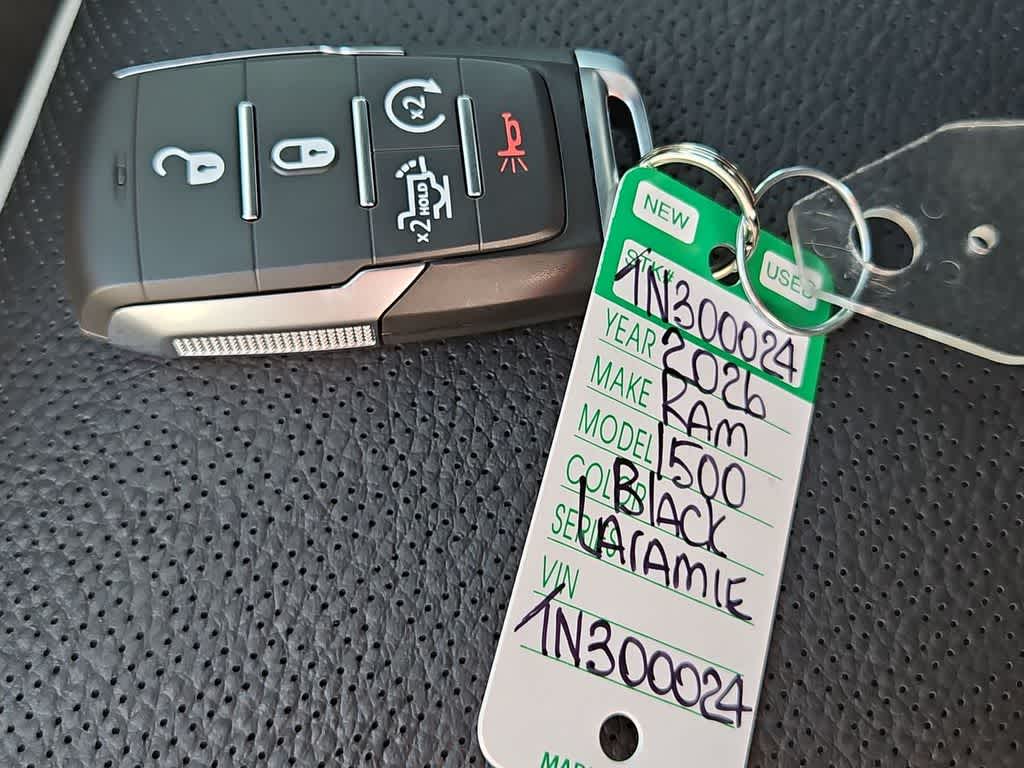 x2
x2 HOLD
NEW
USED
STK#
1N300024
YEAR 2026
MAKE RAM
MODEL 1500
COLOR Black
SERIES LARAMIE
VIN
1N300024